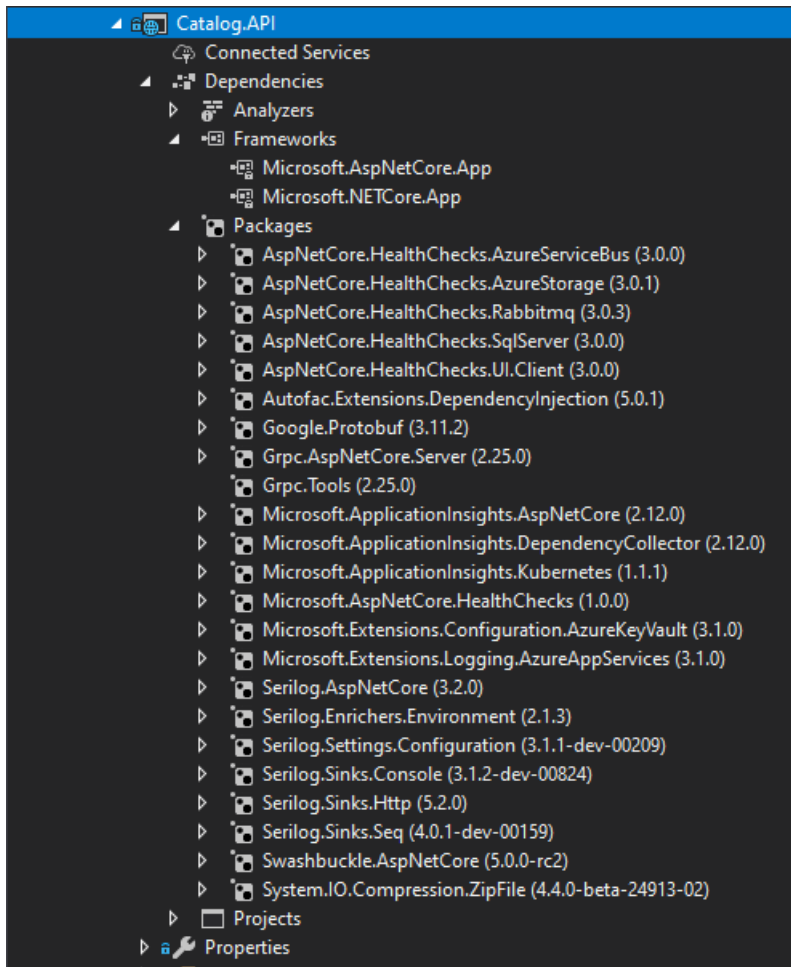 Catalog.API
Connected Services
Dependencies
Analyzers
Frameworks
Microsoft.AspNetCore.App
Microsoft.NETCore.App
Packages
AspNetCore.HealthChecks.AzureServiceBus (3.0.0)
AspNetCore.HealthChecks.AzureStorage (3.0.1)
AspNetCore.HealthChecks.Rabbitmq (3.0.3)
AspNetCore.HealthChecks.SqlServer (3.0.0)
AspNetCore.HealthChecks.UI.Client (3.0.0)
Autofac.Extensions.DependencyInjection (5.0.1)
Google.Protobuf (3.11.2)
Grpc.AspNetCore.Server (2.25.0)
Grpc.Tools (2.25.0)
Microsoft.ApplicationInsights.AspNetCore (2.12.0)
Microsoft.ApplicationInsights.DependencyCollector (2.12.0)
Microsoft.ApplicationInsights.Kubernetes (1.1.1)
Microsoft.AspNetCore.HealthChecks (1.0.0)
Microsoft.Extensions.Configuration.AzureKeyVault (3.1.0)
Microsoft.Extensions.Logging.AzureAppServices (3.1.0)
Serilog.AspNetCore (3.2.0)
Serilog.Enrichers.Environment (2.1.3)
Serilog.Settings.Configuration (3.1.1-dev-00209)
Serilog.Sinks.Console (3.1.2-dev-00824)
Serilog.Sinks.Http (5.2.0)
Serilog.Sinks.Seq (4.0.1-dev-00159)
Swashbuckle.AspNetCore (5.0.0-rc2)
System.IO.Compression.ZipFile (4.4.0-beta-24913-02)
Projects
Properties